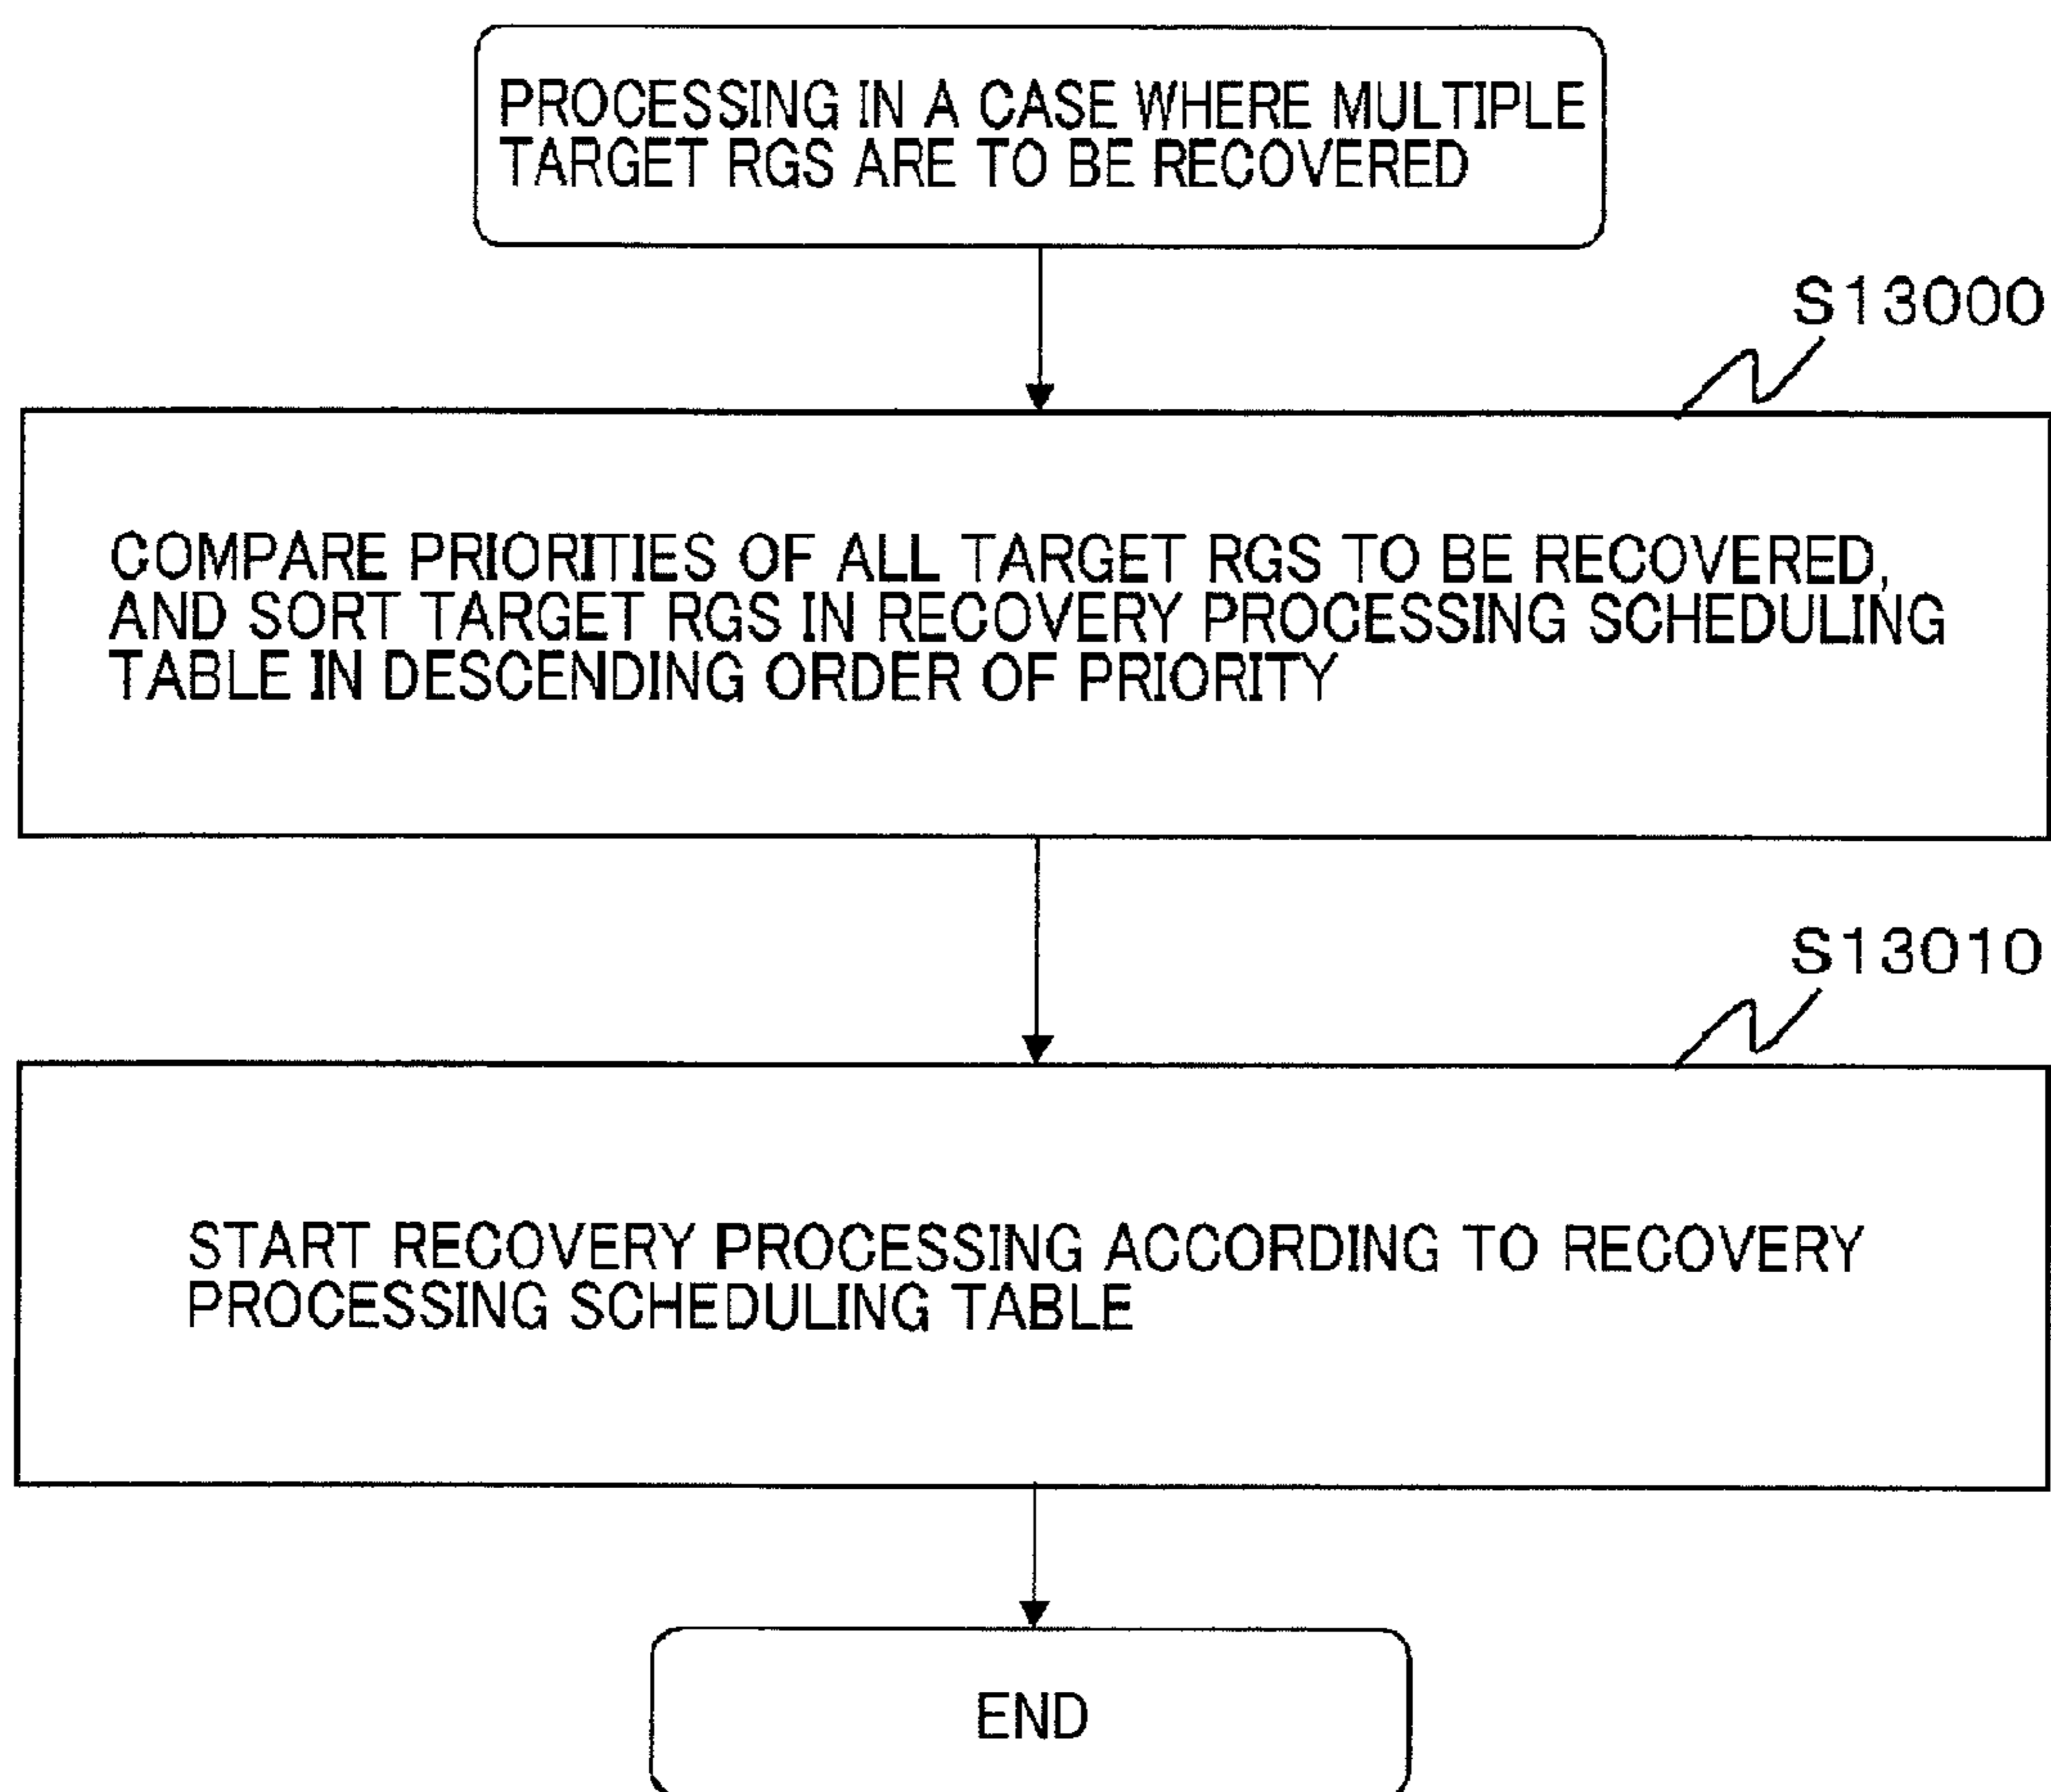 PROCESSING IN A CASE WHERE MULTIPLE
TARGET RGS ARE TO BE RECOVERED
S13000
COMPARE PRIORITIES OF ALL TARGET RGS TO BE RECOVERED,
AND SORT TARGET RGS IN RECOVERY PROCESSING SCHEDULING
TABLE IN DESCENDING ORDER OF PRIORITY
S13010
START RECOVERY PROCESSING ACCORDING TO RECOVERY
PROCESSING SCHEDULING TABLE
END